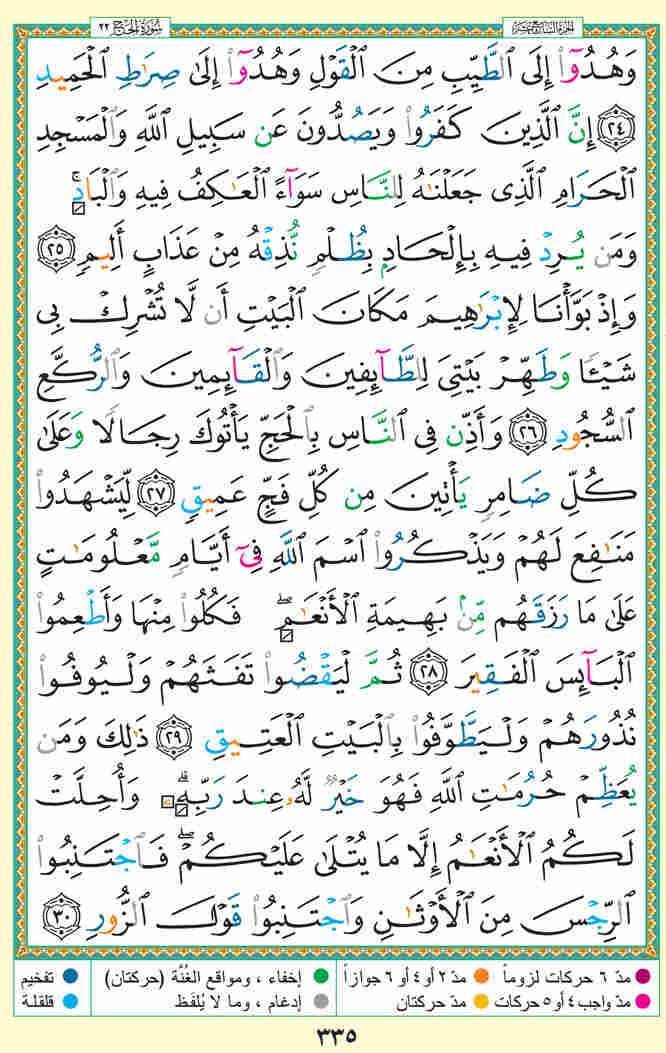 سُورَةُ الحَجِّ ٢٢
الجُزْءُ السَّابِعَ عَشَرَ
وَهُدُوٓا۟ إِلَى ٱلطَّيِّبِ مِنَ ٱلْقَوْلِ وَهُدُوٓا۟ إِلَىٰ صِرَٰطِ ٱلْحَمِيدِ
٢٤ إِنَّ ٱلَّذِينَ كَفَرُوا۟ وَيَصُدُّونَ عَن سَبِيلِ ٱللَّهِ وَٱلْمَسْجِدِ
ٱلْحَرَامِ ٱلَّذِى جَعَلْنَٰهُ لِلنَّاسِ سَوَآءً ٱلْعَٰكِفُ فِيهِ وَٱلْبَادِ ۚ
وَمَن يُرِدْ فِيهِ بِإِلْحَادٍۭ بِظُلْمٍ نُّذِقْهُ مِنْ عَذَابٍ أَلِيمٍ ٢٥
وَإِذْ بَوَّأْنَا لِإِبْرَٰهِيمَ مَكَانَ ٱلْبَيْتِ أَن لَّا تُشْرِكْ بِى
شَيْـًٔا وَطَهِّرْ بَيْتِىَ لِلطَّآئِفِينَ وَٱلْقَآئِمِينَ وَٱلرُّكَّعِ
ٱلسُّجُودِ ٢٦ وَأَذِّن فِى ٱلنَّاسِ بِٱلْحَجِّ يَأْتُوكَ رِجَالًا وَعَلَىٰ
كُلِّ ضَامِرٍ يَأْتِينَ مِن كُلِّ فَجٍّ عَمِيقٍ ٢٧ لِّيَشْهَدُوا۟
مَنَٰفِعَ لَهُمْ وَيَذْكُرُوا۟ ٱسْمَ ٱللَّهِ فِىٓ أَيَّامٍ مَّعْلُومَٰتٍ
عَلَىٰ مَا رَزَقَهُم مِّنۢ بَهِيمَةِ ٱلْأَنْعَٰمِ ۖ فَكُلُوا۟ مِنْهَا وَأَطْعِمُوا۟
ٱلْبَآئِسَ ٱلْفَقِيرَ ٢٨ ثُمَّ لْيَقْضُوا۟ تَفَثَهُمْ وَلْيُوفُوا۟
نُذُورَهُمْ وَلْيَطَّوَّفُوا۟ بِٱلْبَيْتِ ٱلْعَتِيقِ ٢٩ ذَٰلِكَ وَمَن
يُعَظِّمْ حُرُمَٰتِ ٱللَّهِ فَهُوَ خَيْرٌ لَّهُۥ عِندَ رَبِّهِۦ ۗ وَأُحِلَّتْ
لَكُمُ ٱلْأَنْعَٰمُ إِلَّا مَا يُتْلَىٰ عَلَيْكُمْ ۖ فَٱجْتَنِبُوا۟
ٱلرِّجْسَ مِنَ ٱلْأَوْثَٰنِ وَٱجْتَنِبُوا۟ قَوْلَ ٱلزُّورِ ٣٠
مدّ ٦ حركات لزوماً مدّ ٢ أو ٤ أو ٦ جوازاً إخفاء ، ومواقع الغُنَّة (حركتان) تفخيم
مدّ واجب ٤ أو ٥ حركات مدّ حركتان إدغام ، وما لا يُلفَظ قلقلة
٣٣٥